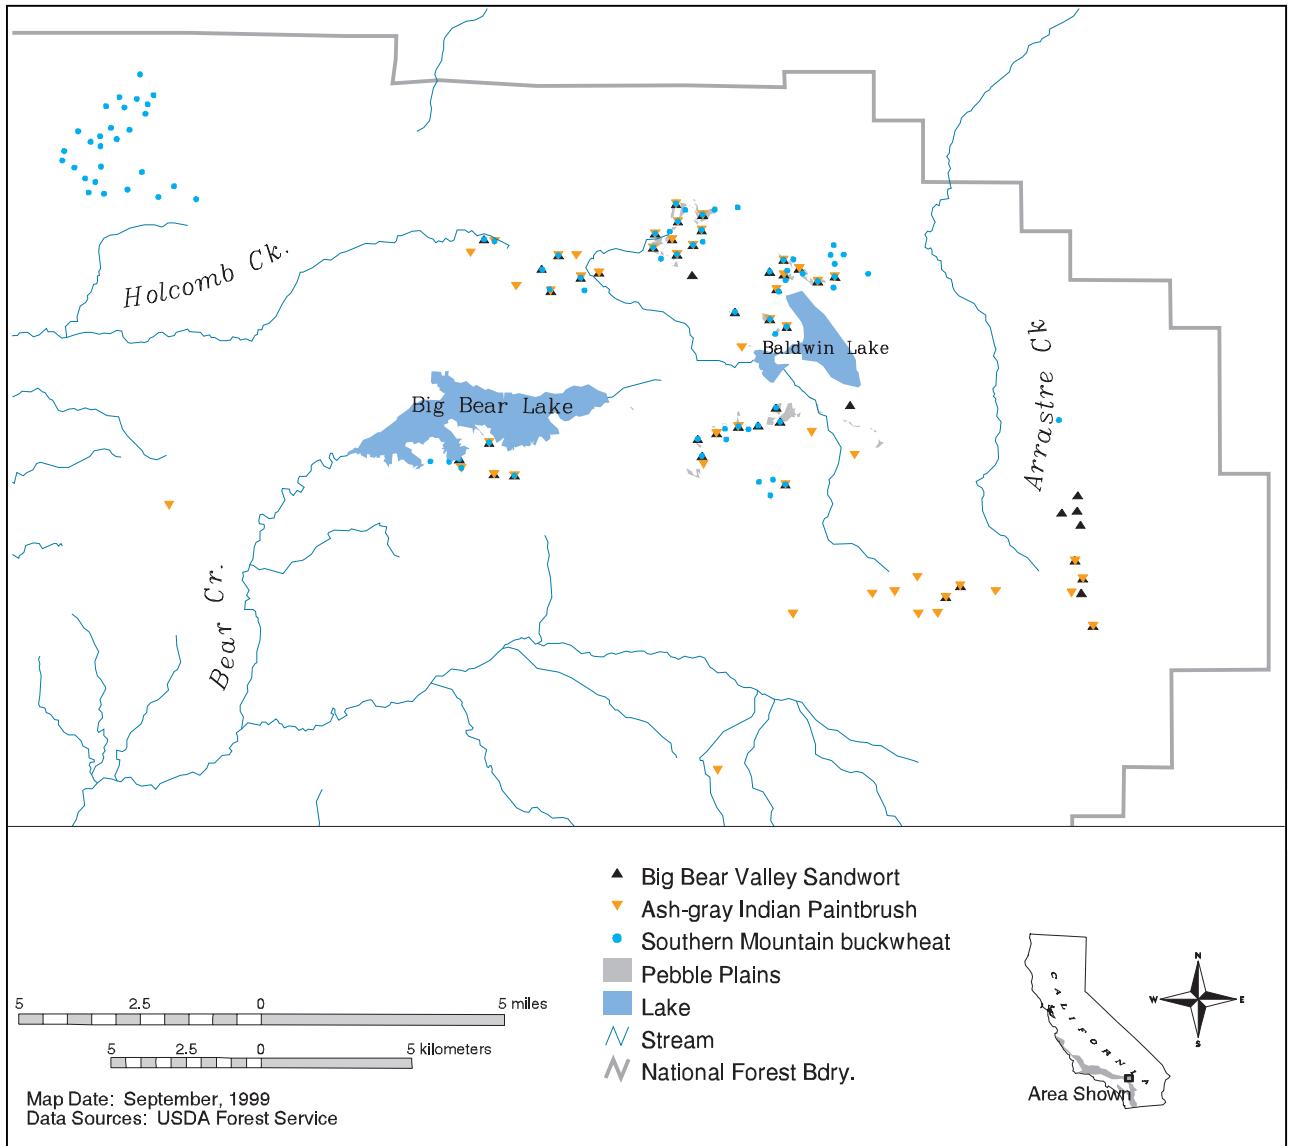 Holcomb Ck.
Baldwin Lake
Big Bear Lake
Arrastre Ck
Bear Cr.
Big Bear Valley Sandwort
Ash-gray Indian Paintbrush
Southern Mountain buckwheat
Pebble Plains
Lake
Stream
National Forest Bdry.
5 2.5 0 5 miles
5 2.5 0 5 kilometers
Map Date: September, 1999
Data Sources: USDA Forest Service
CALIFORNIA
Area Shown
N
W E
S